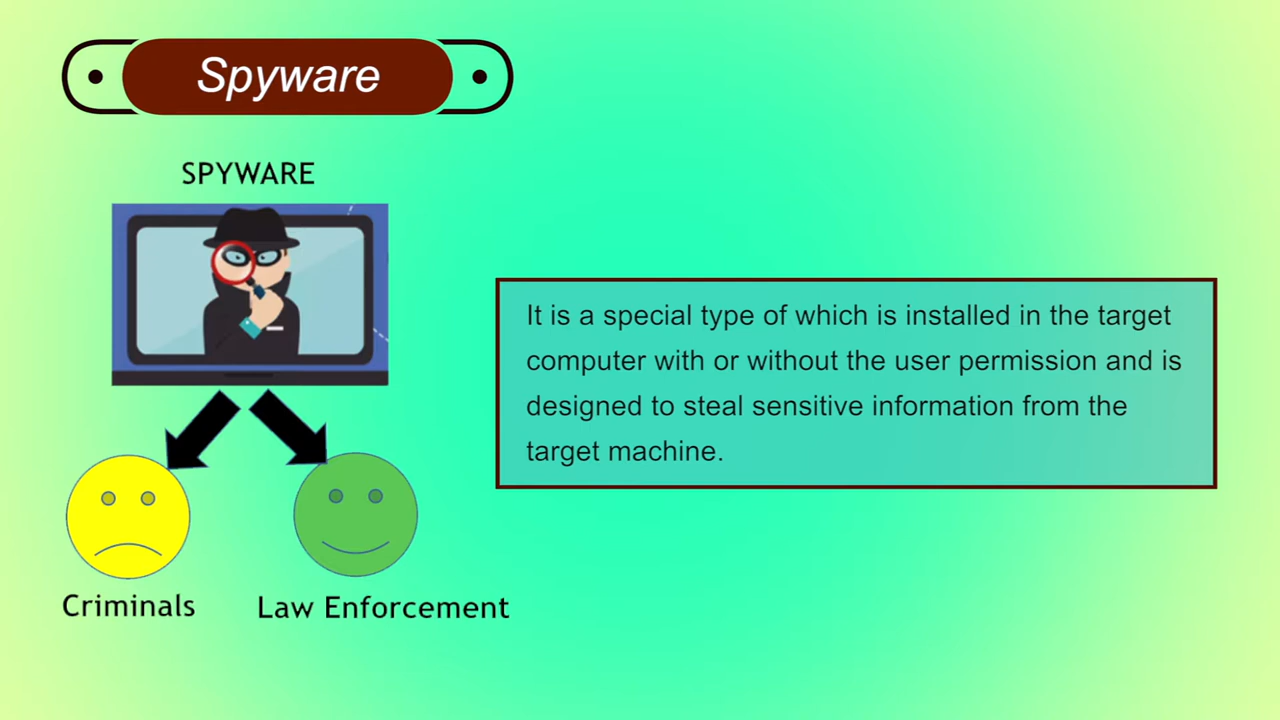 Spyware
SPYWARE
It is a special type of which is installed in the target
computer with or without the user permission and is
designed to steal sensitive information from the
target machine.
Criminals
Law Enforcement